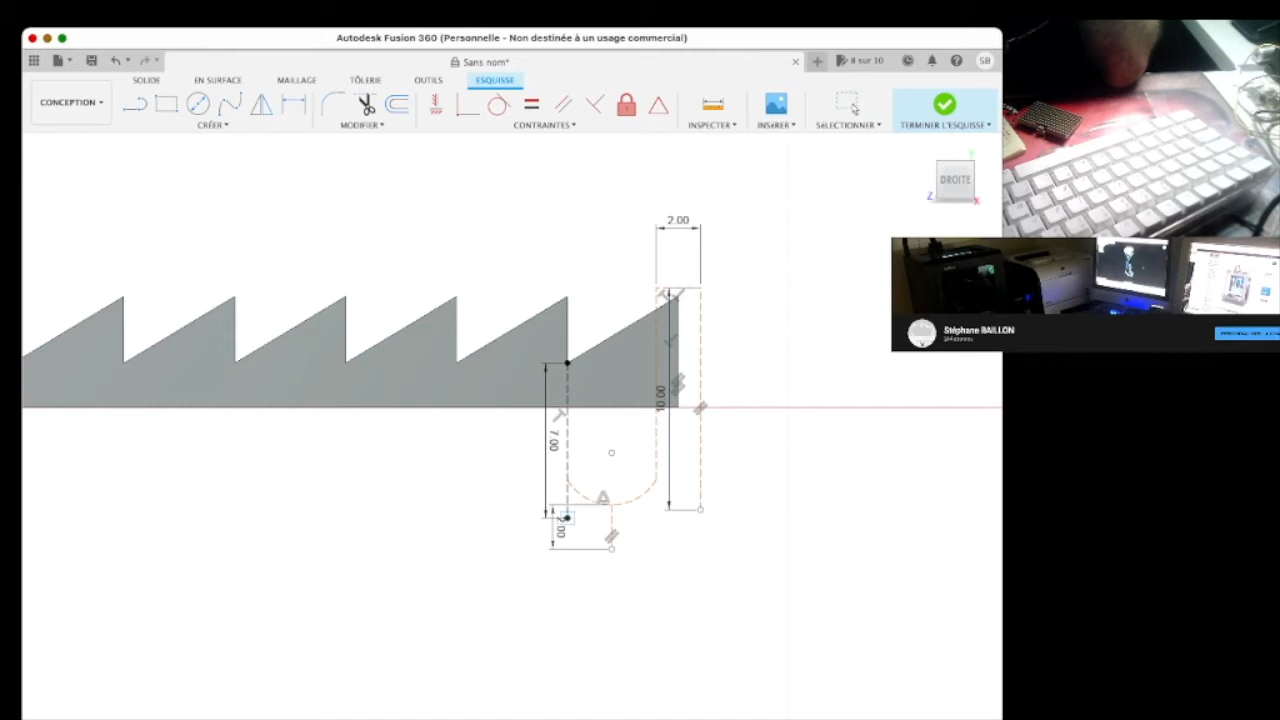 Autodesk Fusion 360 (Personnelle - Non destinée à un usage commercial)
Sans nom*
8 sur 10
SB
SOLIDE EN SURFACE MAILLAGE TÔLERIE OUTILS ESQUISSE
CONCEPTION
CRÉER MODIFIER CONTRAINTES INSPECTER INSÉRER SÉLECTIONNER TERMINER L'ESQUISSE
DROITE
Y
Z
X
2.00
10.00
7.00
2.00
Stéphane BAILLON